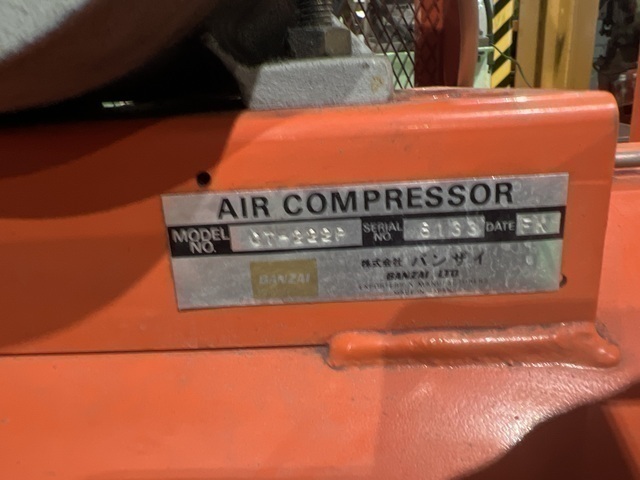 AIR COMPRESSOR
MODEL NO. SERIAL NO 6133 DATE FN
株式会社 バンザイ
BANZAI BANZAI LTD